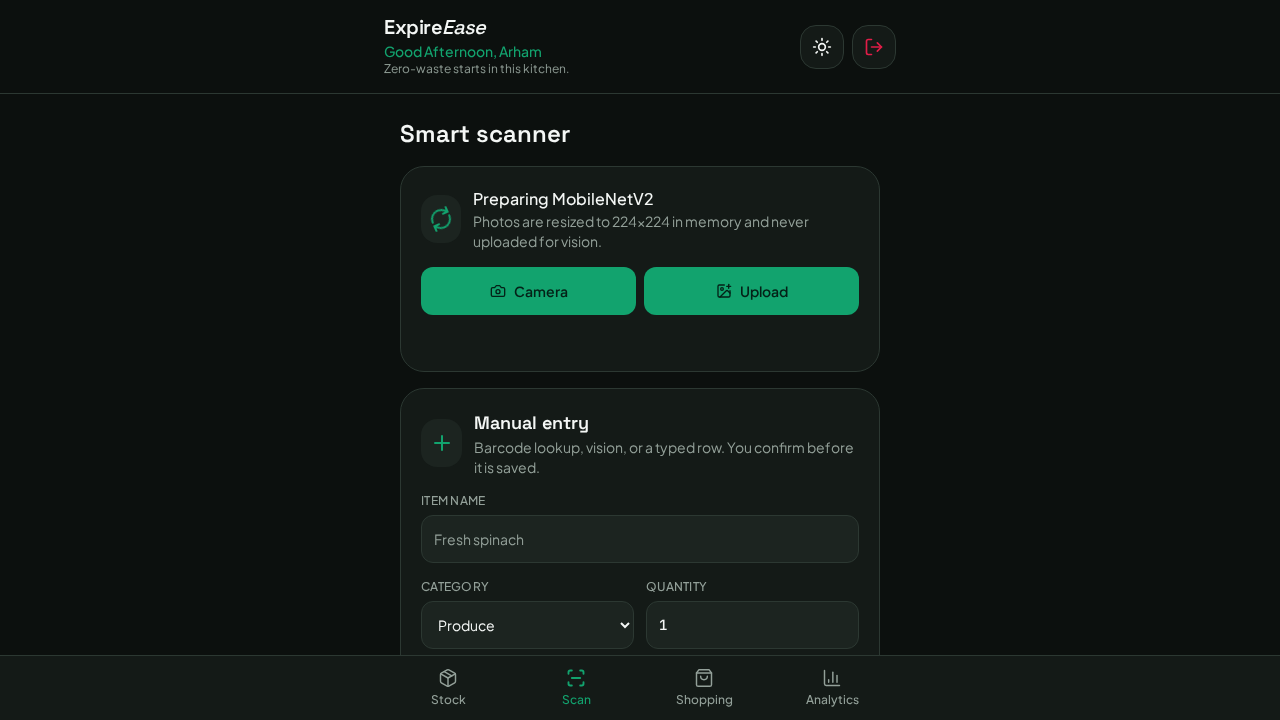 ExpireEase
Good Afternoon, Arham
Zero-waste starts in this kitchen.
Smart scanner
Preparing MobileNetV2
Photos are resized to 224×224 in memory and never
uploaded for vision.
Camera
Upload
Manual entry
Barcode lookup, vision, or a typed row. You confirm before
it is saved.
ITEM NAME
Fresh spinach
CATEGORY
QUANTITY
Produce
1
Stock
Scan
Shopping
Analytics